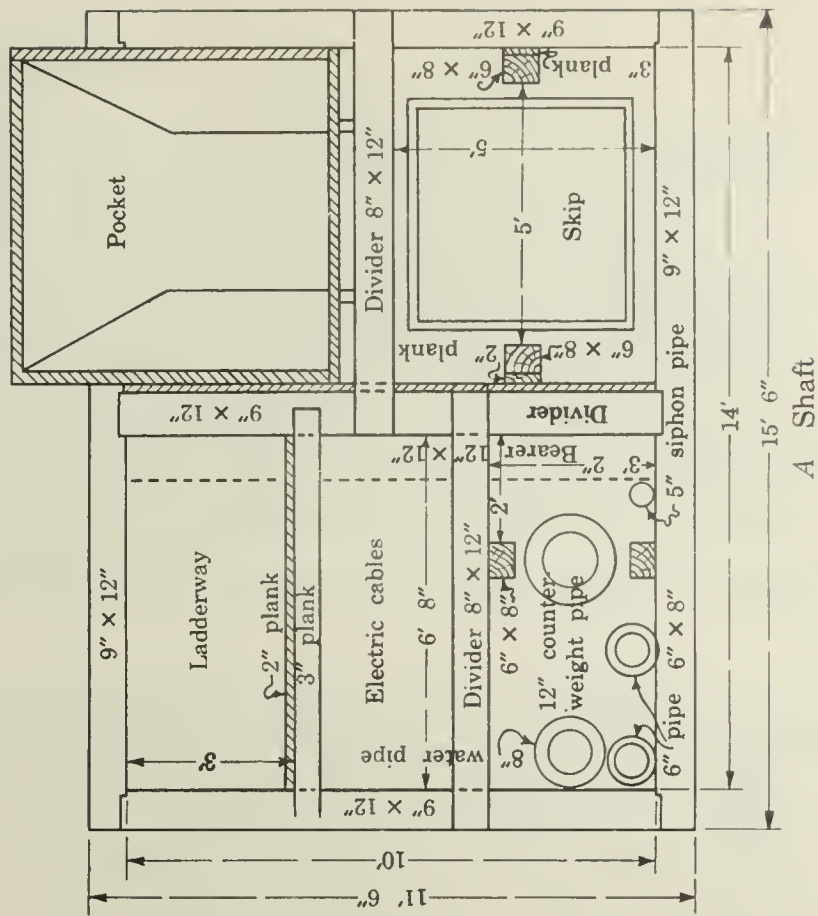 Pocket
9″ × 12″
Divider 8″ × 12″
6″ × 8″
3″ plank
5′
5′
Skip
plank
2″
6″ × 8″
9″ × 12″
9″ × 12″
9″ × 12″
Ladderway
3′
2″ plank
3″ plank
Electric cables
6′ 8″
Bearer 12″ × 12″
Divider
3′ 2″
2′
Divider 8″ × 12″
6″ × 8″
12″ counter-
weight pipe
8″
water pipe
9″ × 12″
6″ pipe
6″ × 8″
5″ siphon pipe
14′
15′ 6″
10′
11′ 6″
A Shaft